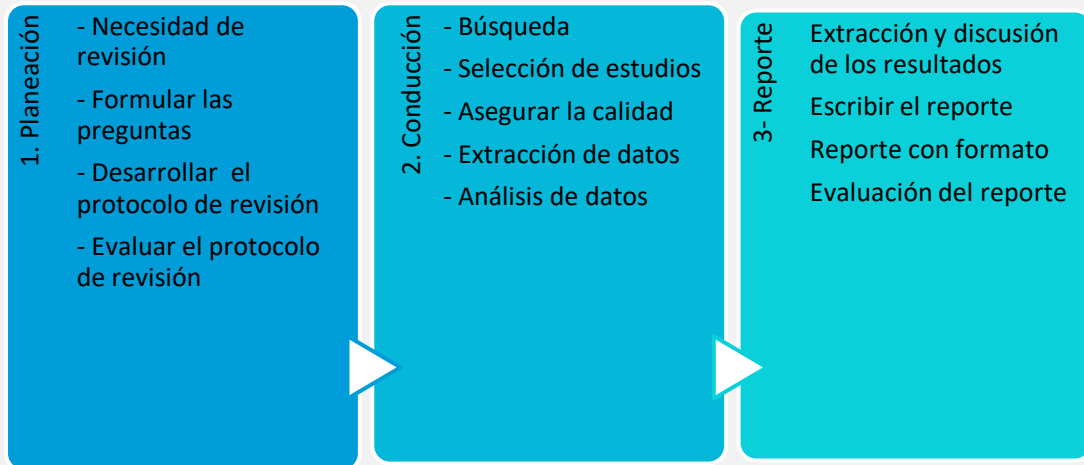 1. Planeación
- Necesidad de
revisión
- Formular las
preguntas
- Desarrollar  el
protocolo de revisión
- Evaluar el protocolo
de revisión
2. Conducción
- Búsqueda
- Selección de estudios
- Asegurar la calidad
- Extracción de datos
- Análisis de datos
3- Reporte
Extracción y discusión
de los resultados
Escribir el reporte
Reporte con formato
Evaluación del reporte